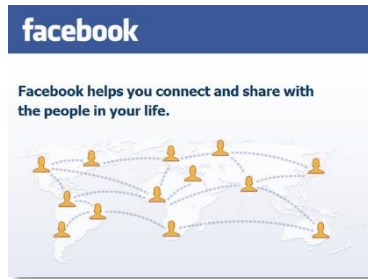 facebook
Facebook helps you connect and share with
the people in your life.